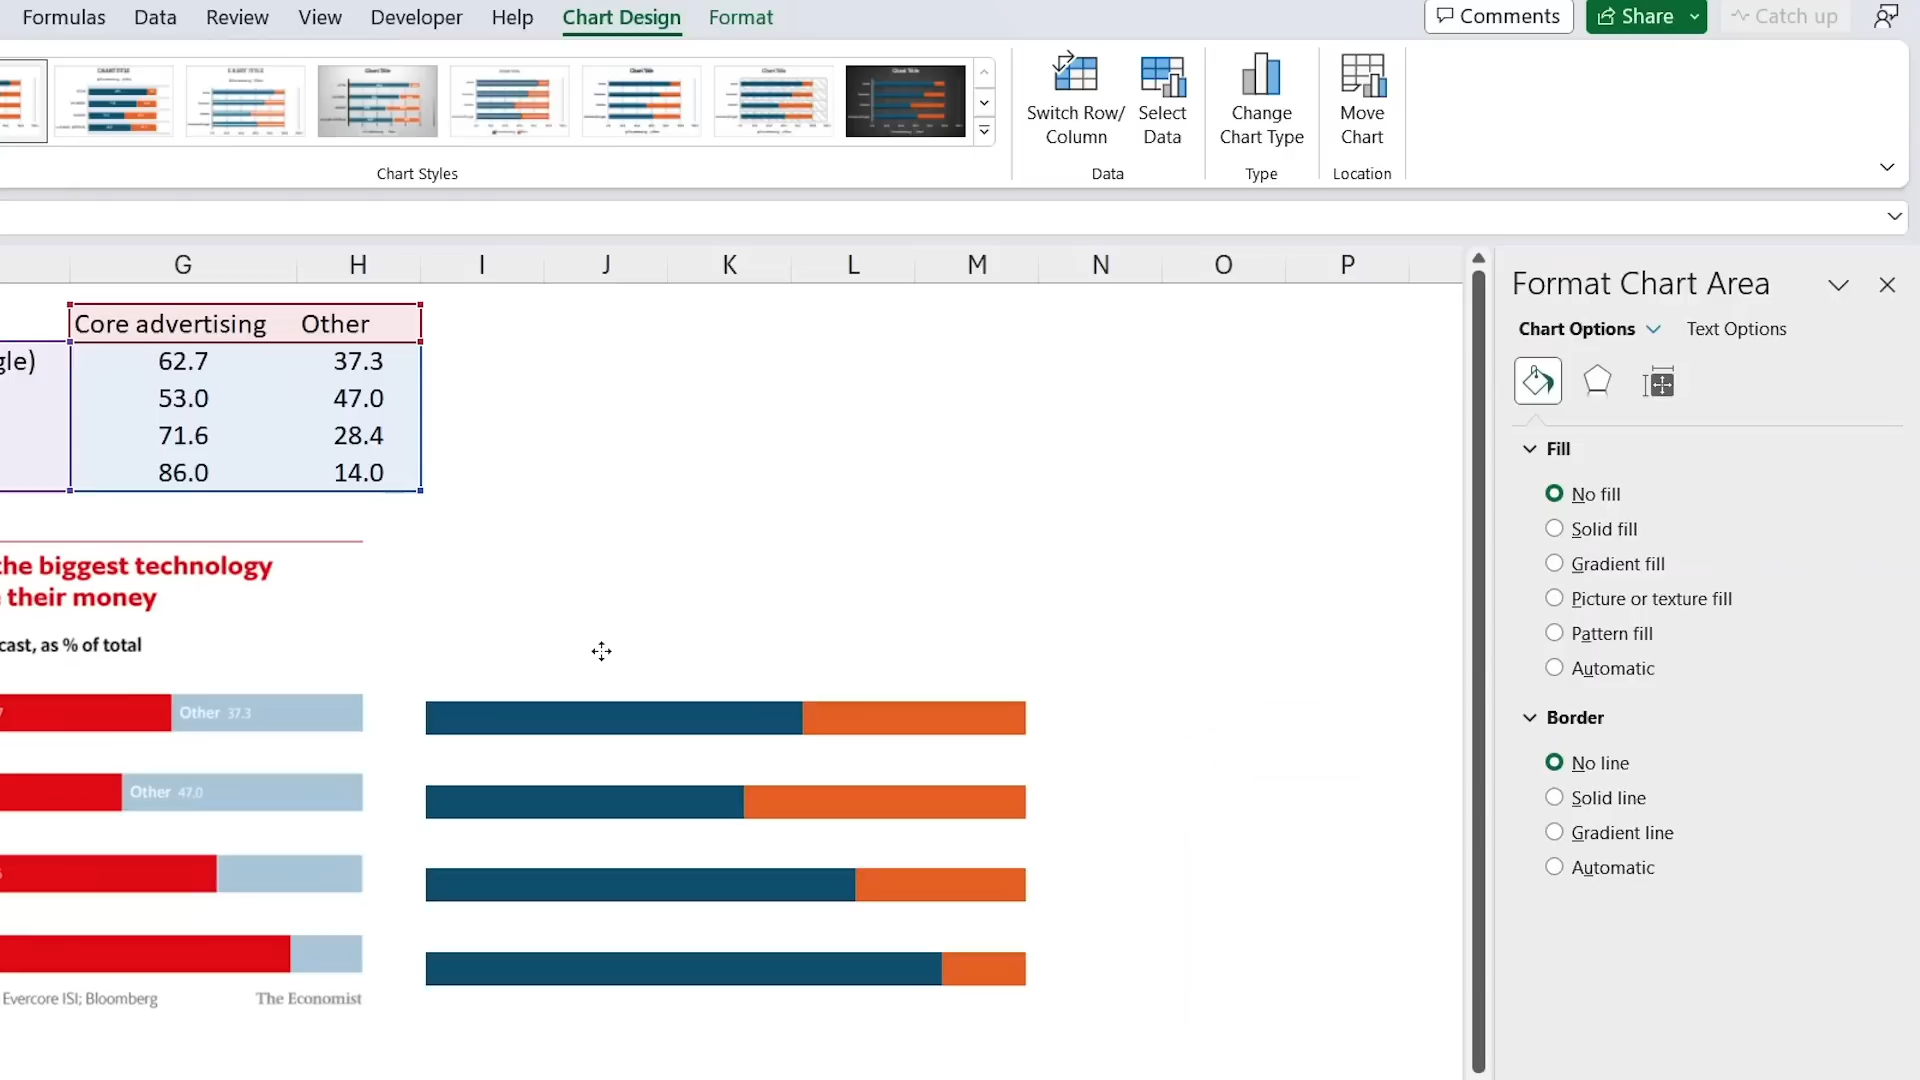 Formulas Data Review View Developer Help Chart Design Format Comments Share Catch up
Switch Row/ Column
Select Data
Change Chart Type
Move Chart
Chart Styles Data Type Location
G H I J K L M N O P
Core advertising Other
gle) 62.7 37.3
53.0 47.0
71.6 28.4
86.0 14.0
the biggest technology
their money
cast, as % of total
7 Other 37.3
Other 47.0
Evercore ISI; Bloomberg The Economist
Format Chart Area
Chart Options Text Options
Fill
No fill
Solid fill
Gradient fill
Picture or texture fill
Pattern fill
Automatic
Border
No line
Solid line
Gradient line
Automatic